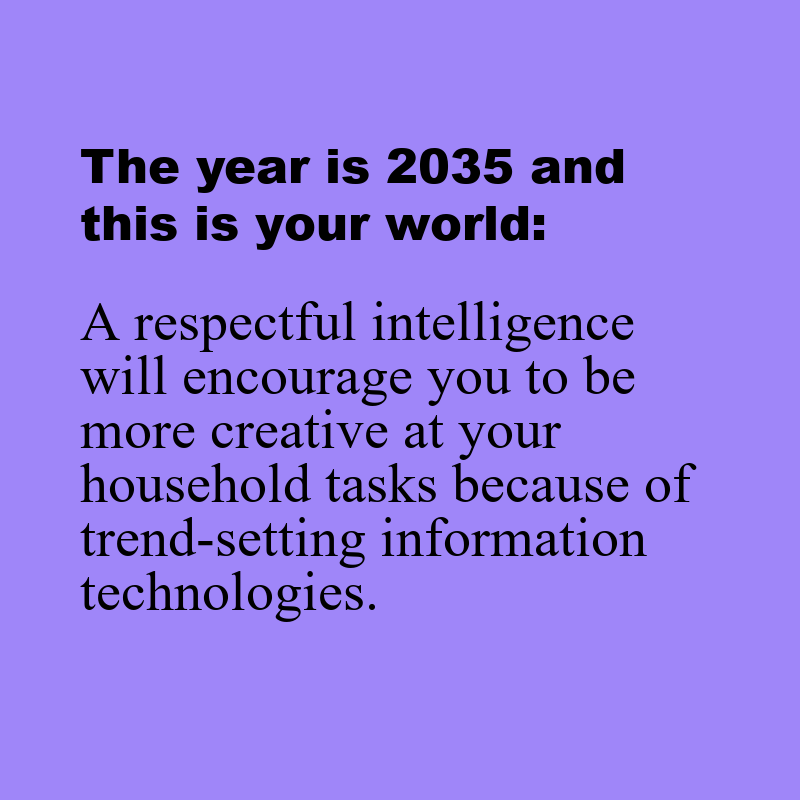 The year is 2035 and
this is your world:
A respectful intelligence
will encourage you to be
more creative at your
household tasks because of
trend-setting information
technologies.